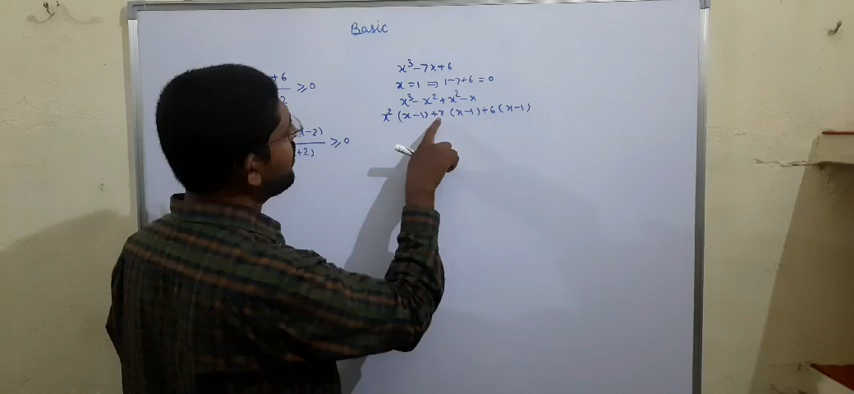 Basic
+6
≥0
2
(-2)
+2) ≥0
x³-7x+6
x=1 ⇒ 1-7+6=0
x³-x²+x²-x
x²(x-1)+x(x-1)+6(x-1)